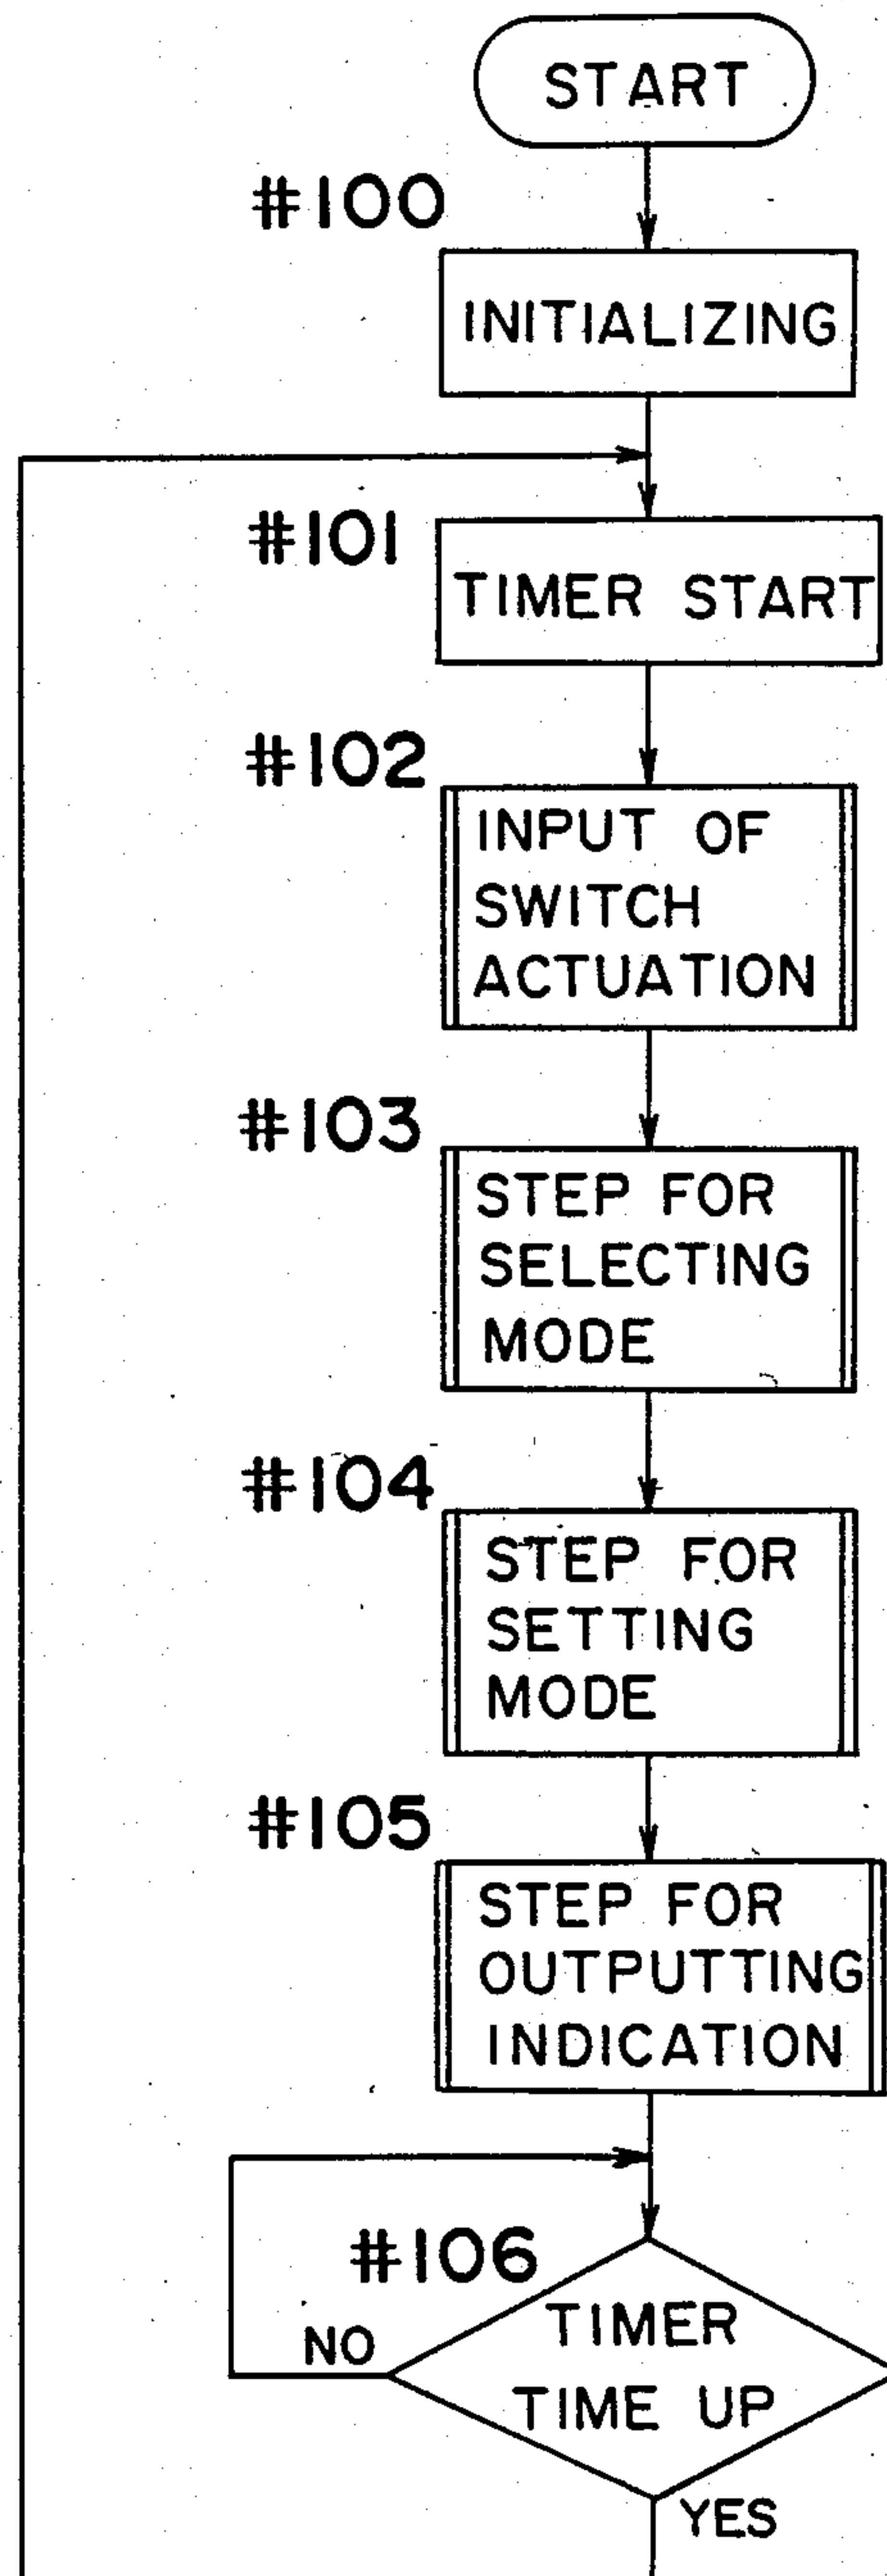 START
#100
INITIALIZING
#101
TIMER START
#102
INPUT OF
SWITCH
ACTUATION
#103
STEP FOR
SELECTING
MODE
#104
STEP FOR
SETTING
MODE
#105
STEP FOR
OUTPUTTING
INDICATION
#106
NO
TIMER
TIME UP
YES